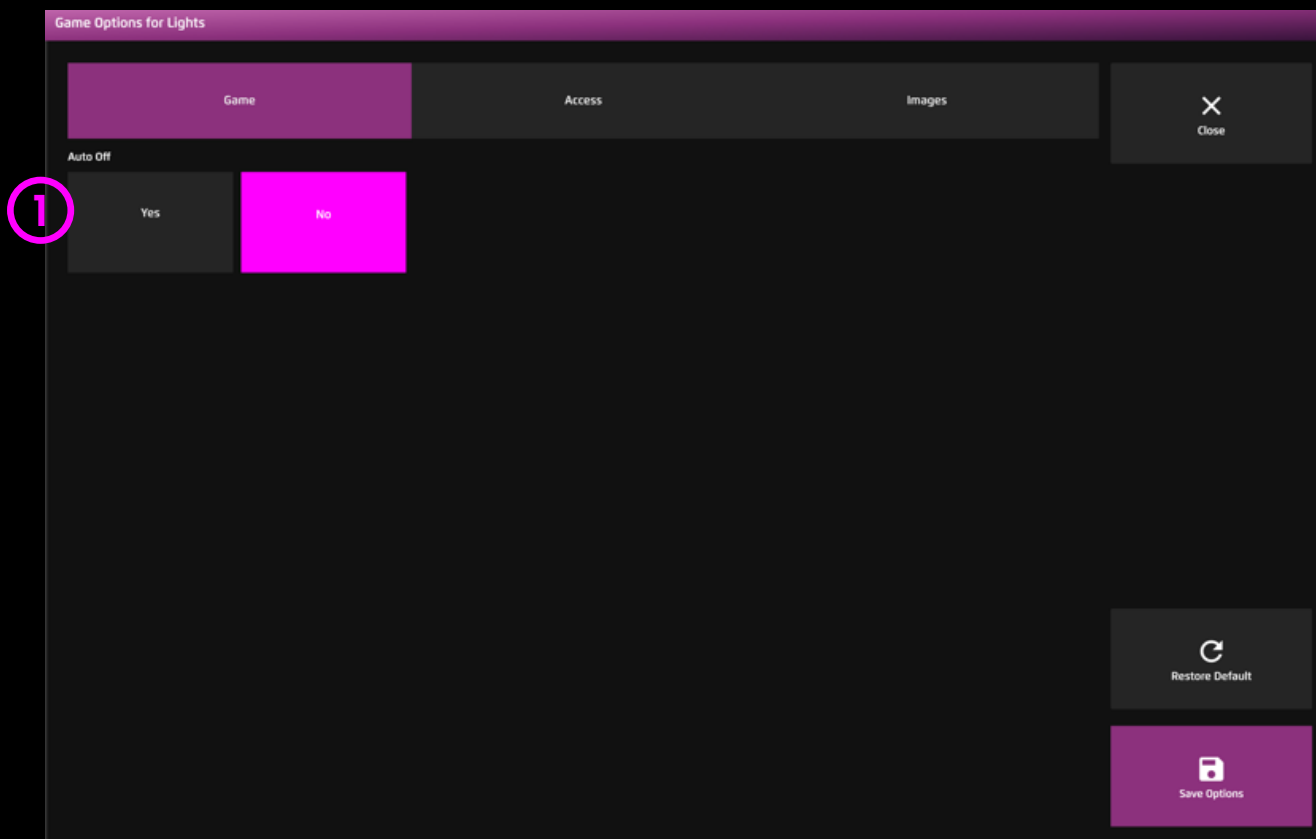 Game Options for Lights
Game
Access
Images
Close
Auto Off
1
Yes
No
Restore Default
Save Options